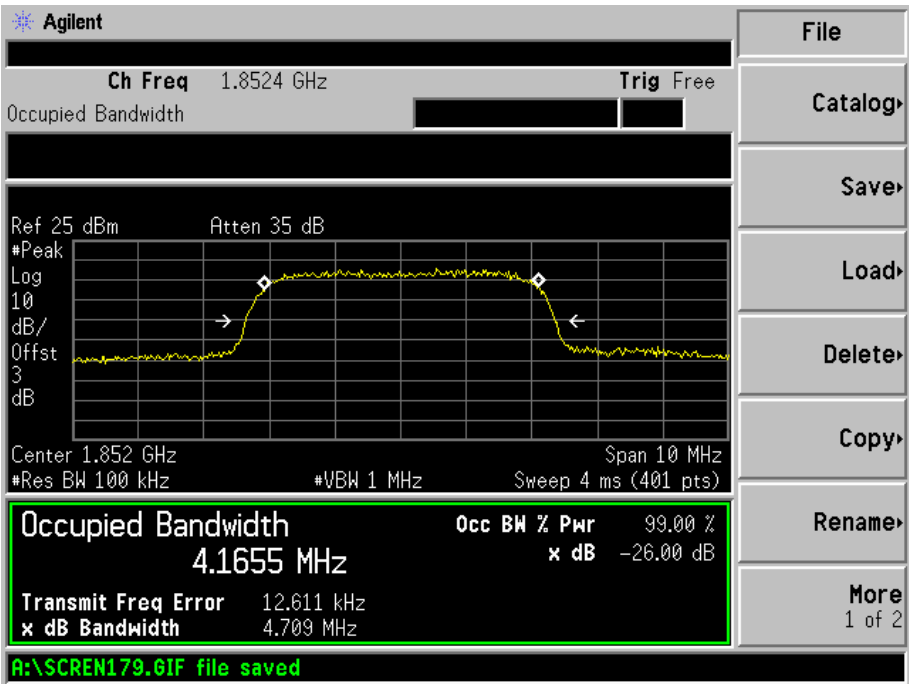 Agilent
File
Ch Freq 1.8524 GHz Trig Free
Occupied Bandwidth
Catalog
Save
Ref 25 dBm Atten 35 dB
#Peak
Log
10
dB/
Offst
3
dB
Load
Delete
Copy
Center 1.852 GHz Span 10 MHz
#Res BW 100 kHz #VBW 1 MHz Sweep 4 ms (401 pts)
Occupied Bandwidth Occ BW % Pwr 99.00 %
4.1655 MHz x dB -26.00 dB
Transmit Freq Error 12.611 kHz
x dB Bandwidth 4.709 MHz
Rename
More
1 of 2
A:\SCREN179.GIF file saved